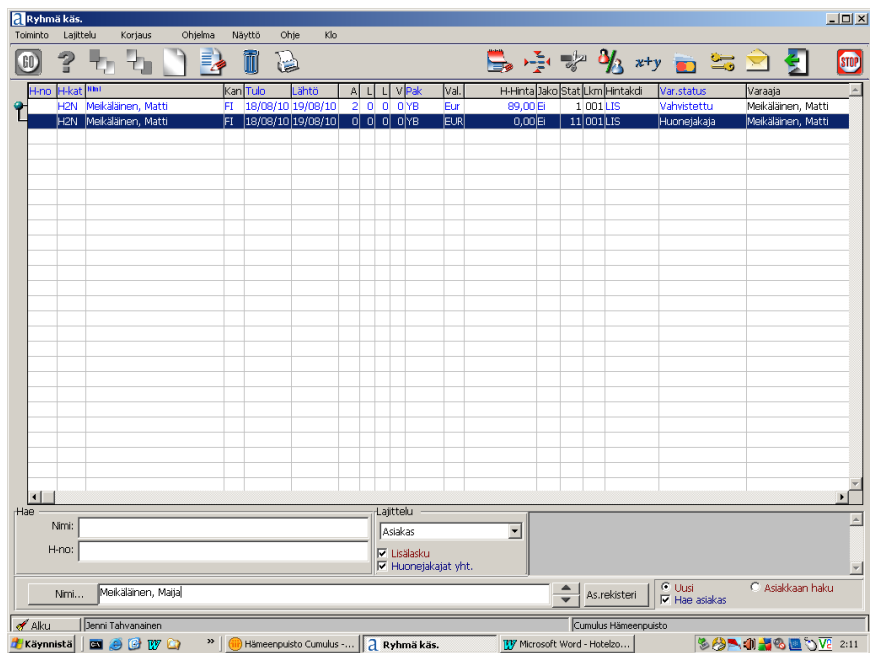 a Ryhmä käs.
Toiminto Lajittelu Korjaus Ohjelma Näyttö Ohje Klo
GO ? % x+y STOP
H-no H-kat Nimi Kan Tulo Lähtö A L L V Pak Val. H-Hinta Jako Stat Lkm Hintakdi Var.status Varaaja
H2N Meikäläinen, Matti FI 18/08/10 19/08/10 2 0 0 0 YB Eur 89,00 Ei 1 001 LIS Vahvistettu Meikäläinen, Matti
H2N Meikäläinen, Matti FI 18/08/10 19/08/10 0 0 0 0 YB EUR 0,00 Ei 11 001 LIS Huonejakaja Meikäläinen, Matti
Hae Lajittelu
Nimi: Asiakas
H-no: Lisälasku
Huonejakajat yht.
Nimi... Meikäläinen, Maija As.rekisteri Uusi Asiakkaan haku
Hae asiakas
Alku Jenni Tahvanainen Cumulus Hämeenpuisto
Käynnistä » Hämeenpuisto Cumulus -... a Ryhmä käs. W Microsoft Word - Hotelzo... 2:11